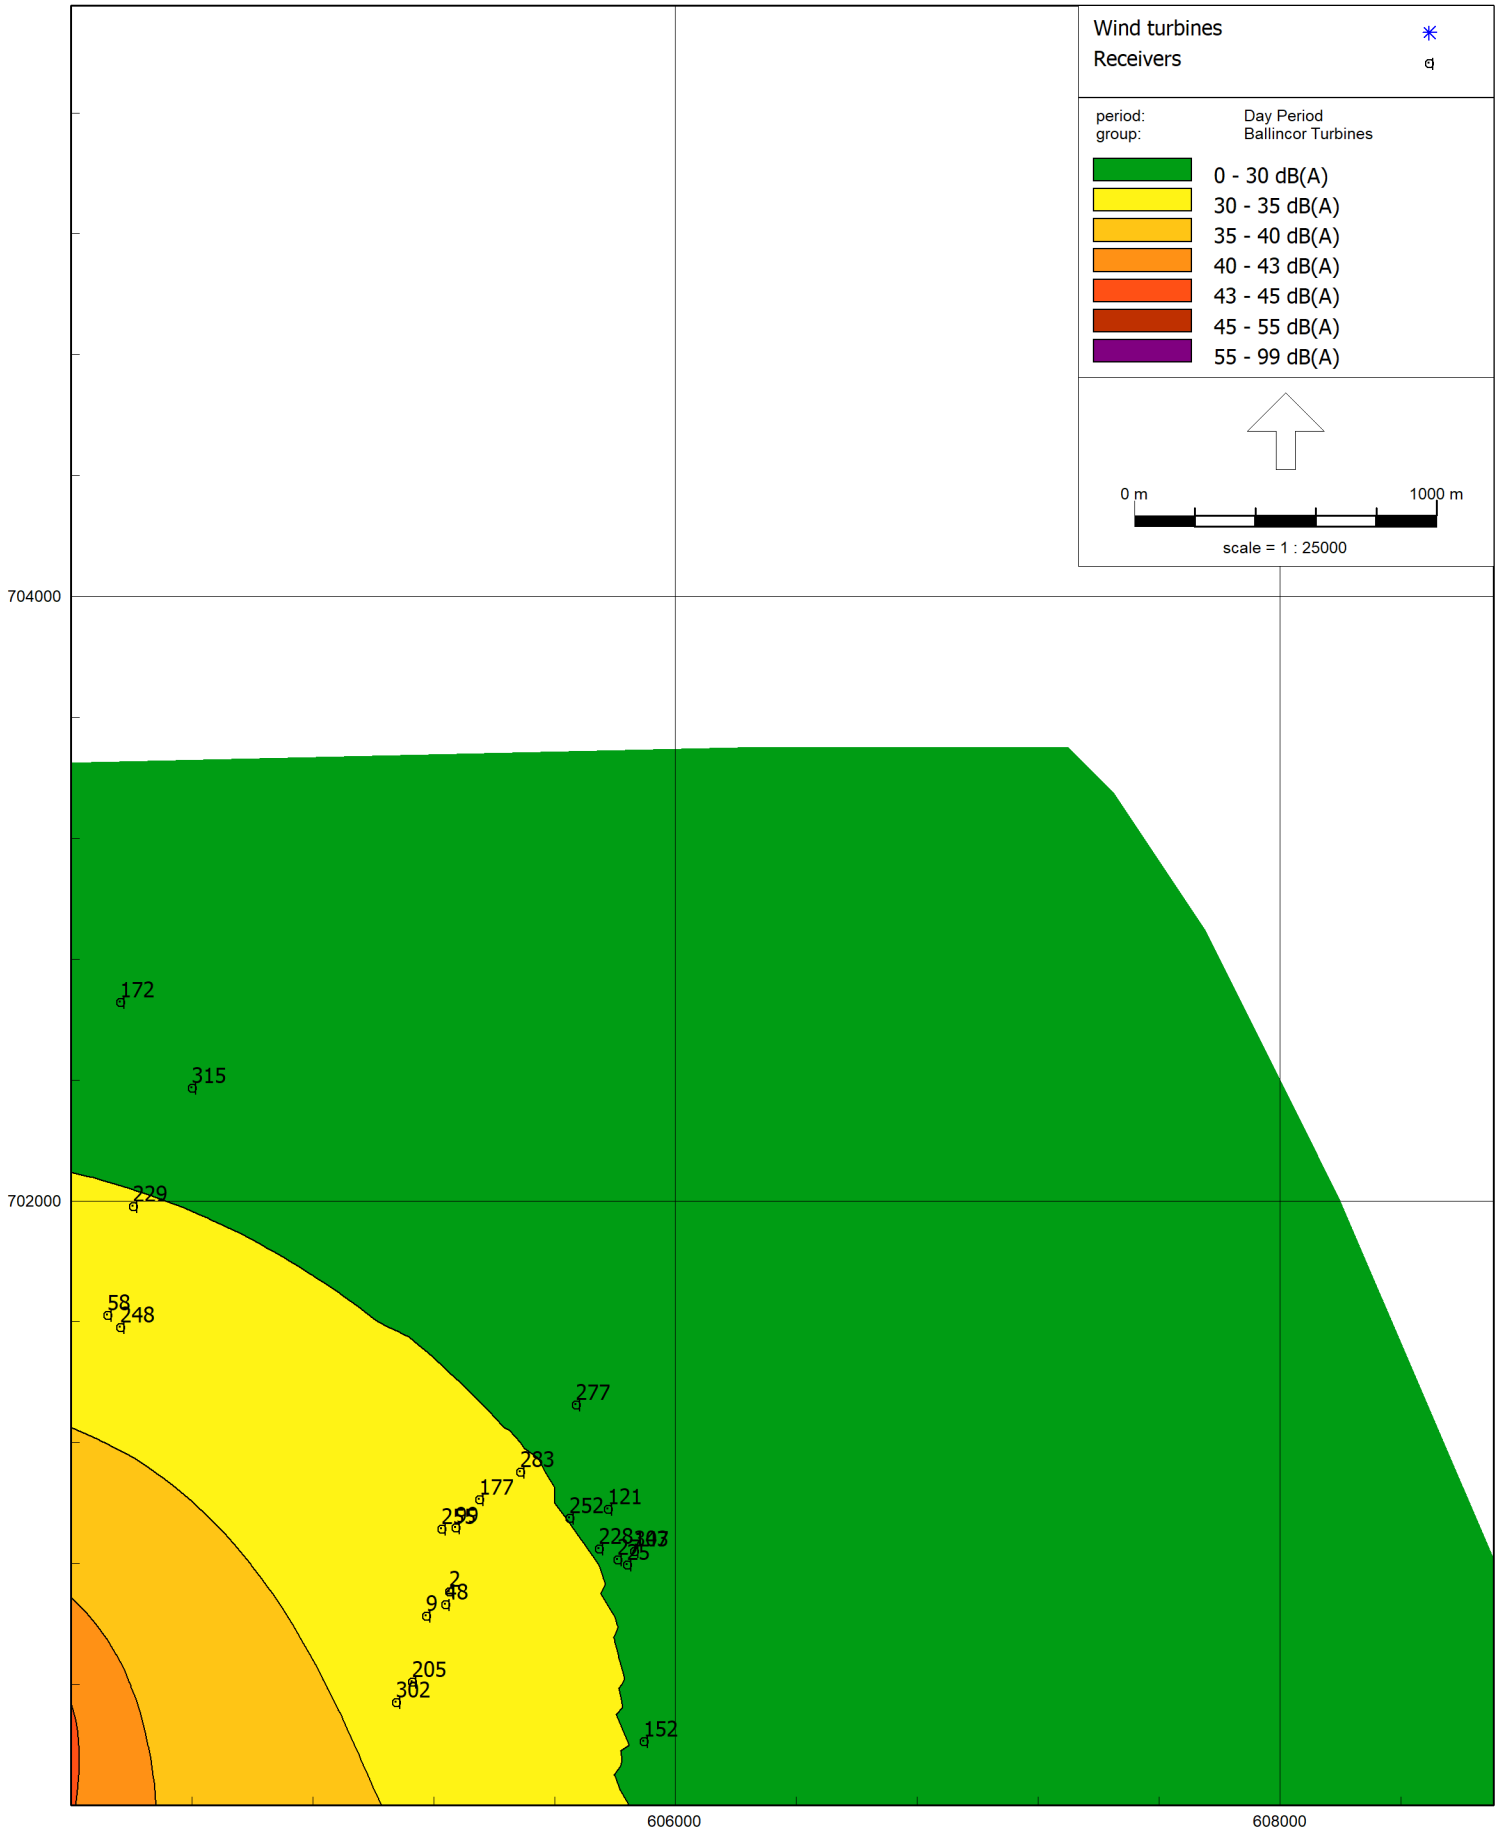 Wind turbines
Receivers
period: Day Period
group: Ballincor Turbines
0 - 30 dB(A)
30 - 35 dB(A)
35 - 40 dB(A)
40 - 43 dB(A)
43 - 45 dB(A)
45 - 55 dB(A)
55 - 99 dB(A)
0 m 1000 m
scale = 1 : 25000
704000
172
315
702000
229
58
248
277
283
177
121
252
228
25
2
48
9
205
302
152
606000 608000